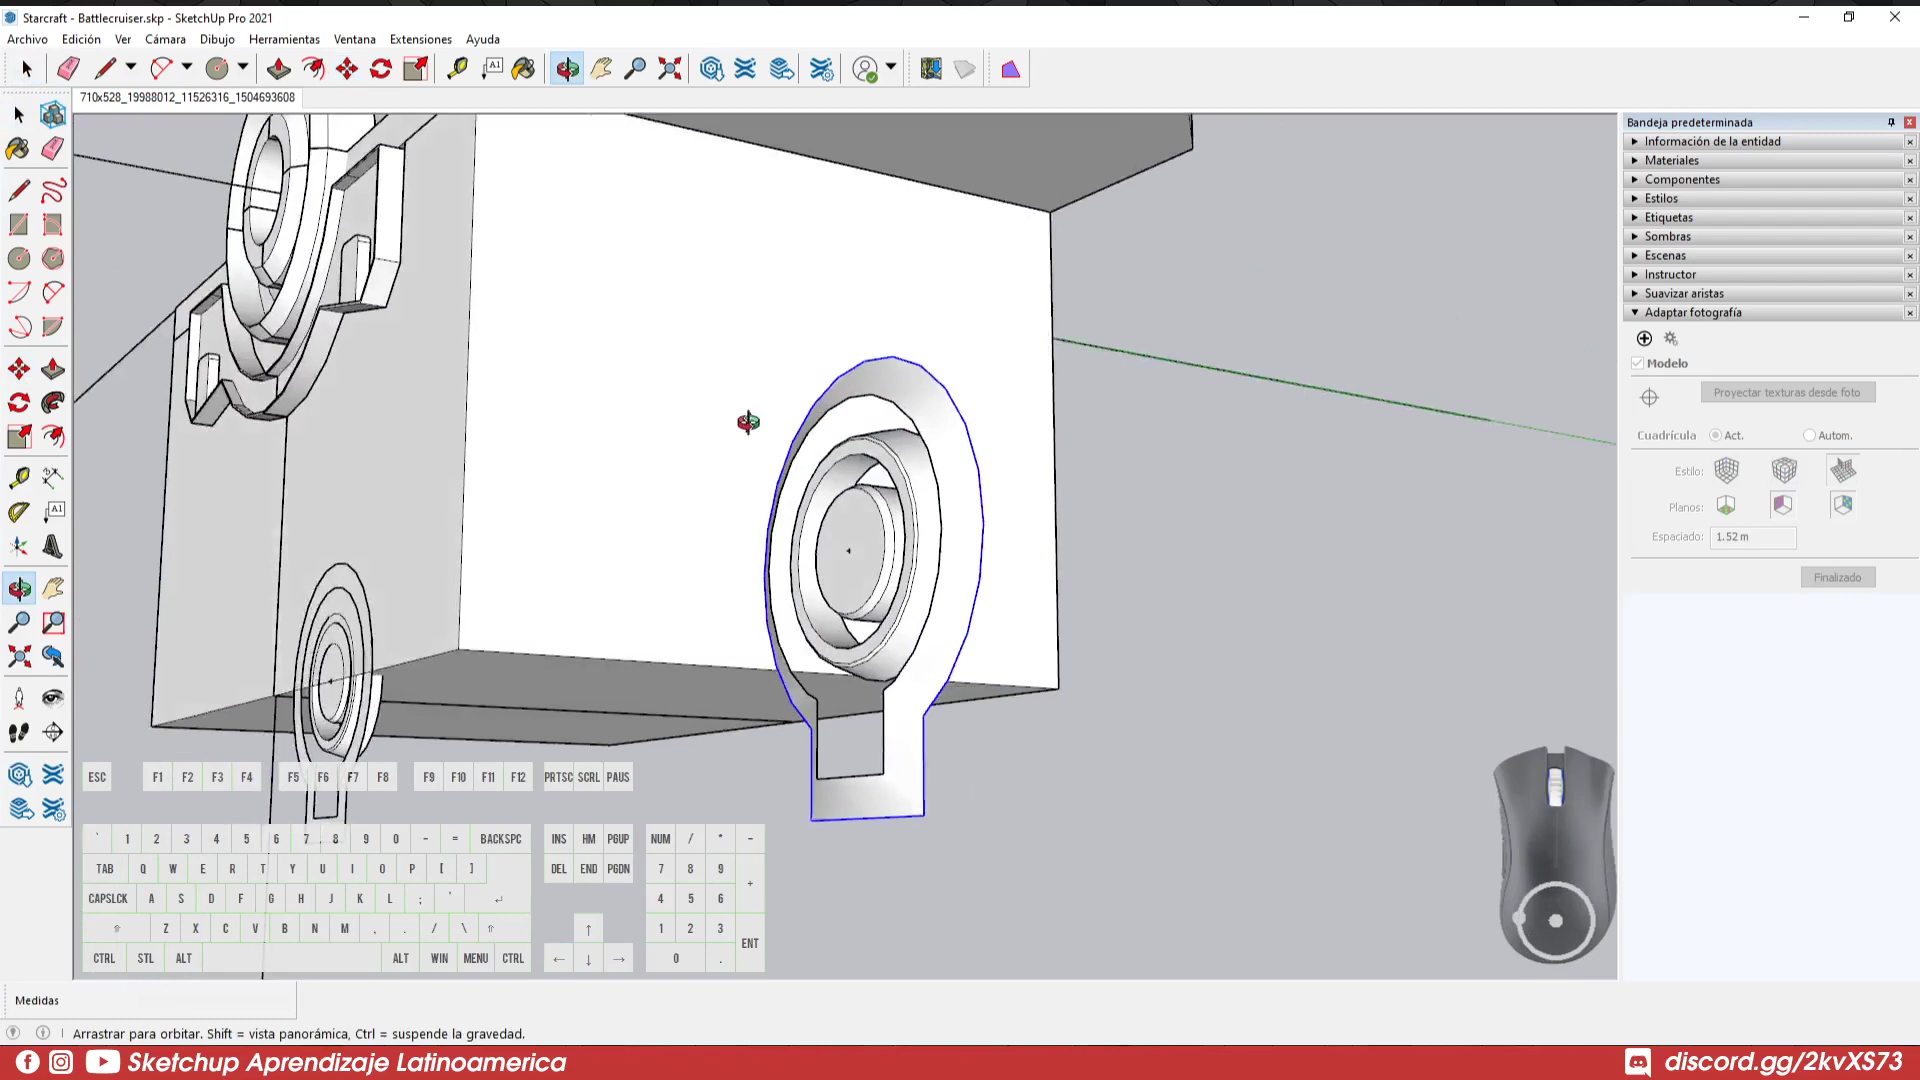 Starcraft - Battlecruiser.skp - SketchUp Pro 2021
Archivo Edición Ver Cámara Dibujo Herramientas Ventana Extensiones Ayuda
A1
710x528_19988012_11526316_1504693608
Bandeja predeterminada
Información de la entidad
Materiales
Componentes
Estilos
Etiquetas
Sombras
Escenas
Instructor
Suavizar aristas
Adaptar fotografía
Modelo
Proyectar texturas desde foto
Cuadrícula Act. Autom.
Estilo:
Planos:
Espaciado: 1.52 m
Finalizado
A1
ESC F1 F2 F3 F4 F5 F6 F7 F8 F9 F10 F11 F12 PRTSC SCRL PAUS
` 1 2 3 4 5 6 7 8 9 0 - = BACKSPC INS HM PGUP NUM / * -
TAB Q W E R T Y U I O P [ ] DEL END PGDN 7 8 9 +
CAPSLCK A S D F G H J K L ; ' ↵ 4 5 6
⇧ Z X C V B N M , . / \ ⇧ ↑ 1 2 3 ENT
CTRL STL ALT ALT WIN MENU CTRL ← ↓ → 0 .
Medidas
Arrastrar para orbitar. Shift = vista panorámica, Ctrl = suspende la gravedad.
Sketchup Aprendizaje Latinoamerica
discord.gg/2kvXS73